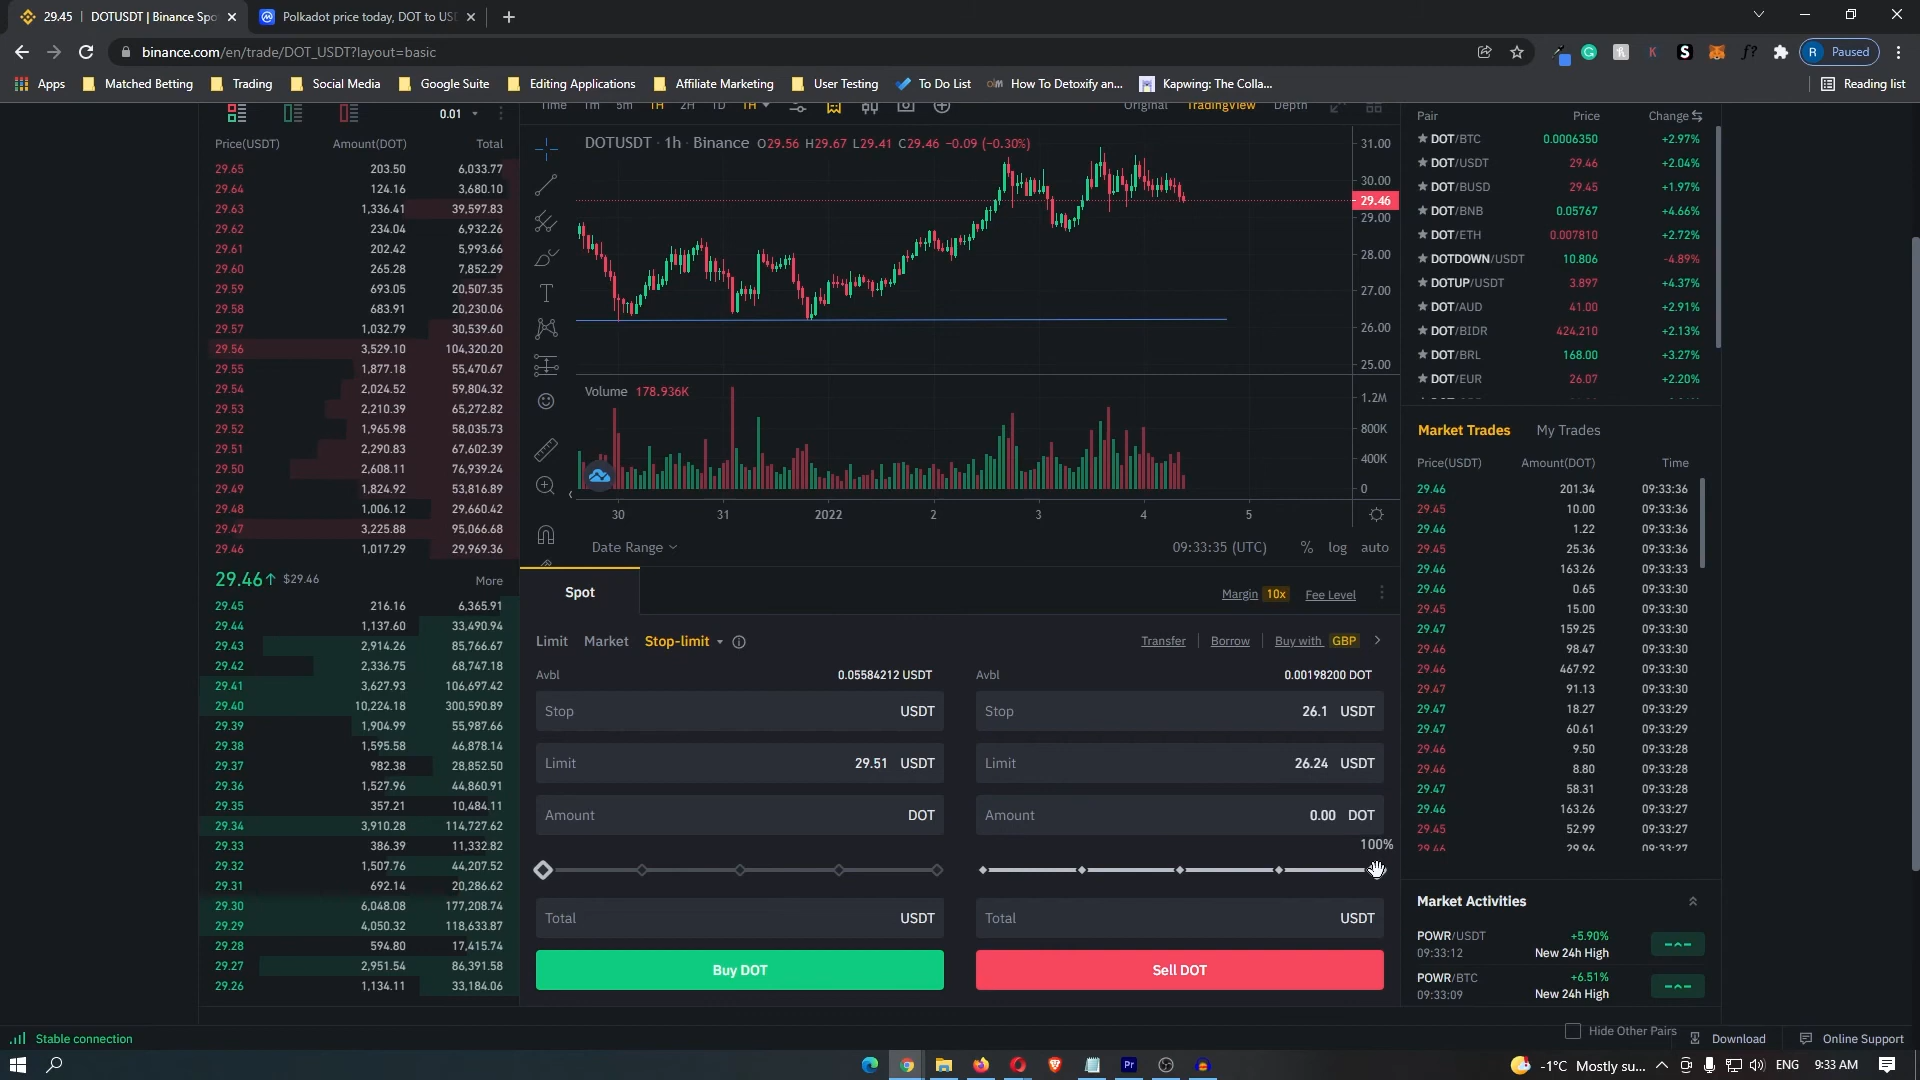 29.45 | DOTUSDT | Binance Spo
Polkadot price today, DOT to USD
binance.com/en/trade/DOT_USDT?layout=basic
R Paused
Apps Matched Betting Trading Social Media Google Suite Editing Applications Affiliate Marketing User Testing To Do List How To Detoxify an... Kapwing: The Colla... Reading list
0.01
Price(USDT) Amount(DOT) Total
29.65 203.50 6,033.77
29.64 124.16 3,680.10
29.63 1,336.41 39,597.83
29.62 234.04 6,932.26
29.61 202.42 5,993.66
29.60 265.28 7,852.29
29.59 693.05 20,507.35
29.58 683.91 20,230.06
29.57 1,032.79 30,539.60
29.56 3,529.10 104,320.20
29.55 1,877.18 55,470.67
29.54 2,024.52 59,804.32
29.53 2,210.39 65,272.82
29.52 1,965.98 58,035.73
29.51 2,290.83 67,602.39
29.50 2,608.11 76,939.24
29.49 1,824.92 53,816.89
29.48 1,006.12 29,660.42
29.47 3,225.88 95,066.68
29.46 1,017.29 29,969.36
29.46↑ $29.46 More
29.45 216.16 6,365.91
29.44 1,137.60 33,490.94
29.43 2,914.26 85,766.67
29.42 2,336.75 68,747.18
29.41 3,627.93 106,697.42
29.40 10,224.18 300,590.89
29.39 1,904.99 55,987.66
29.38 1,595.58 46,878.14
29.37 982.38 28,852.50
29.36 1,527.96 44,860.91
29.35 357.21 10,484.11
29.34 3,910.28 114,727.62
29.33 386.39 11,332.82
29.32 1,507.76 44,207.52
29.31 692.14 20,286.62
29.30 6,048.08 177,208.74
29.29 4,050.32 118,633.87
29.28 594.80 17,415.74
29.27 2,951.54 86,391.58
29.26 1,134.11 33,184.06
Time 1m 5m 1H 2H 1D 1H Original TradingView Depth
DOTUSDT · 1h · Binance O29.56 H29.67 L29.41 C29.46 -0.09 (-0.30%)
31.00
30.00
29.46
29.00
28.00
27.00
26.00
25.00
Volume 178.936K
1.2M
800K
400K
0
30 31 2022 2 3 4 5
Date Range 09:33:35 (UTC) % log auto
Spot Margin 10x Fee Level
Limit Market Stop-limit Transfer Borrow Buy with GBP
Avbl 0.05584212 USDT
Stop USDT
Limit 29.51 USDT
Amount DOT
Total USDT
Buy DOT
Avbl 0.00198200 DOT
Stop 26.1 USDT
Limit 26.24 USDT
Amount 0.00 DOT
100%
Total USDT
Sell DOT
Pair Price Change
DOT/BTC 0.0006350 +2.97%
DOT/USDT 29.46 +2.04%
DOT/BUSD 29.45 +1.97%
DOT/BNB 0.05767 +4.66%
DOT/ETH 0.007810 +2.72%
DOTDOWN/USDT 10.806 -4.89%
DOTUP/USDT 3.897 +4.37%
DOT/AUD 41.00 +2.91%
DOT/BIDR 424,210 +2.13%
DOT/BRL 168.00 +3.27%
DOT/EUR 26.07 +2.20%
Market Trades My Trades
Price(USDT) Amount(DOT) Time
29.46 201.34 09:33:36
29.45 10.00 09:33:36
29.46 1.22 09:33:36
29.45 25.36 09:33:36
29.46 163.26 09:33:33
29.46 0.65 09:33:30
29.45 15.00 09:33:30
29.47 159.25 09:33:30
29.46 98.47 09:33:30
29.46 467.92 09:33:30
29.47 91.13 09:33:30
29.47 18.27 09:33:29
29.47 60.61 09:33:29
29.46 9.50 09:33:28
29.46 8.80 09:33:28
29.47 58.31 09:33:28
29.46 163.26 09:33:27
29.45 52.99 09:33:27
29.46 29.96 09:33:27
Market Activities
POWR/USDT +5.90%
09:33:12 New 24h High
POWR/BTC +6.51%
09:33:09 New 24h High
Hide Other Pairs
Stable connection Download Online Support
-1°C Mostly su... ENG 9:33 AM